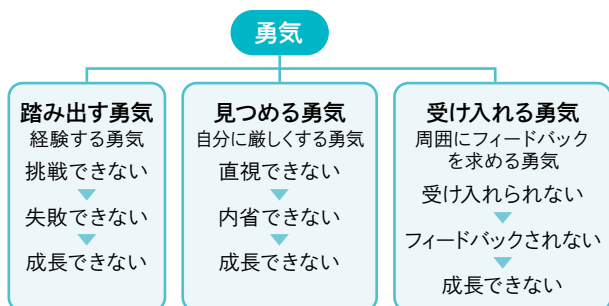 勇気
踏み出す勇気
経験する勇気
挑戦できない
失敗できない
成長できない
見つめる勇気
自分に厳しくする勇気
直視できない
内省できない
成長できない
受け入れる勇気
周囲にフィードバック
を求める勇気
受け入れられない
フィードバックされない
成長できない